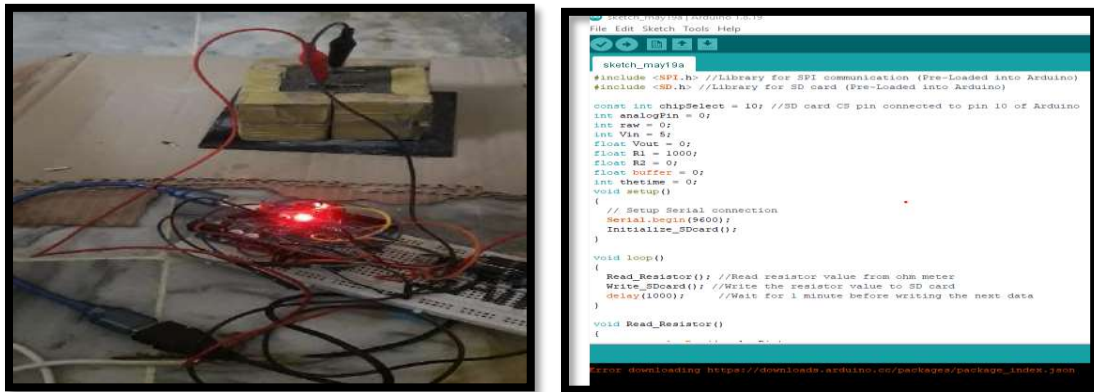 sketch_may19a | Arduino 1.8.19
File Edit Sketch Tools Help
sketch_may19a
#include <SPI.h> //Library for SPI communication (Pre-Loaded into Arduino)
#include <SD.h> //Library for SD card (Pre-Loaded into Arduino)
const int chipSelect = 10; //SD card CS pin connected to pin 10 of Arduino
int analogPin = 0;
int raw = 0;
int Vin = 5;
float Vout = 0;
float R1 = 1000;
float R2 = 0;
float buffer = 0;
int thetime = 0;
void setup()
{
// Setup Serial connection
Serial.begin(9600);
Initialize_SDcard();
}
void loop()
{
Read_Resistor(); //Read resistor value from ohm meter
Write_SDcard(); //Write the resistor value to SD card
delay(1000); //Wait for 1 minute before writing the next data
}
void Read_Resistor()
{
Error downloading https://downloads.arduino.cc/packages/package_index.json